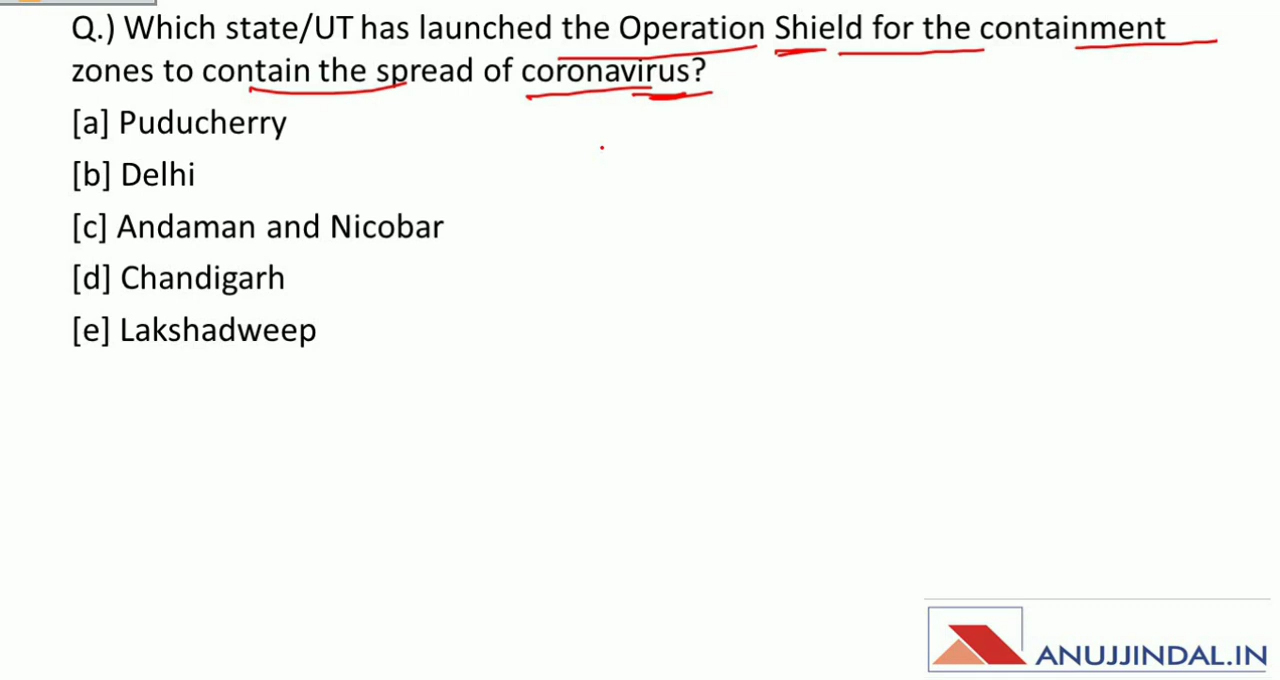 Q.) Which state/UT has launched the Operation Shield for the containment
zones to contain the spread of coronavirus?
[a] Puducherry
[b] Delhi
[c] Andaman and Nicobar
[d] Chandigarh
[e] Lakshadweep
ANUJJINDAL.IN